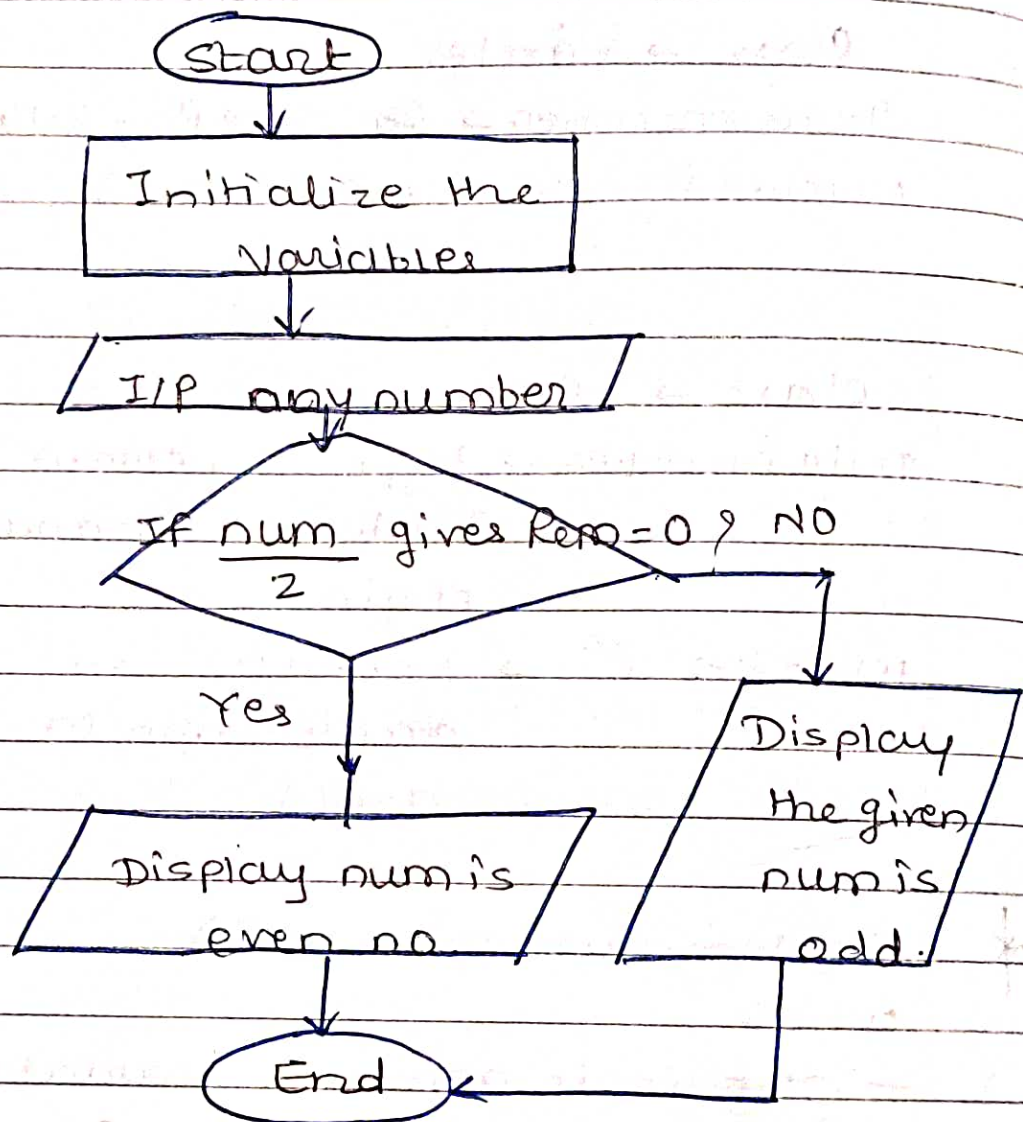 Start
Initialize the
Variables
I/P any number
If num gives Rem=0? NO
2
Yes
Display
the given
num is
odd.
Display num is
even no
End